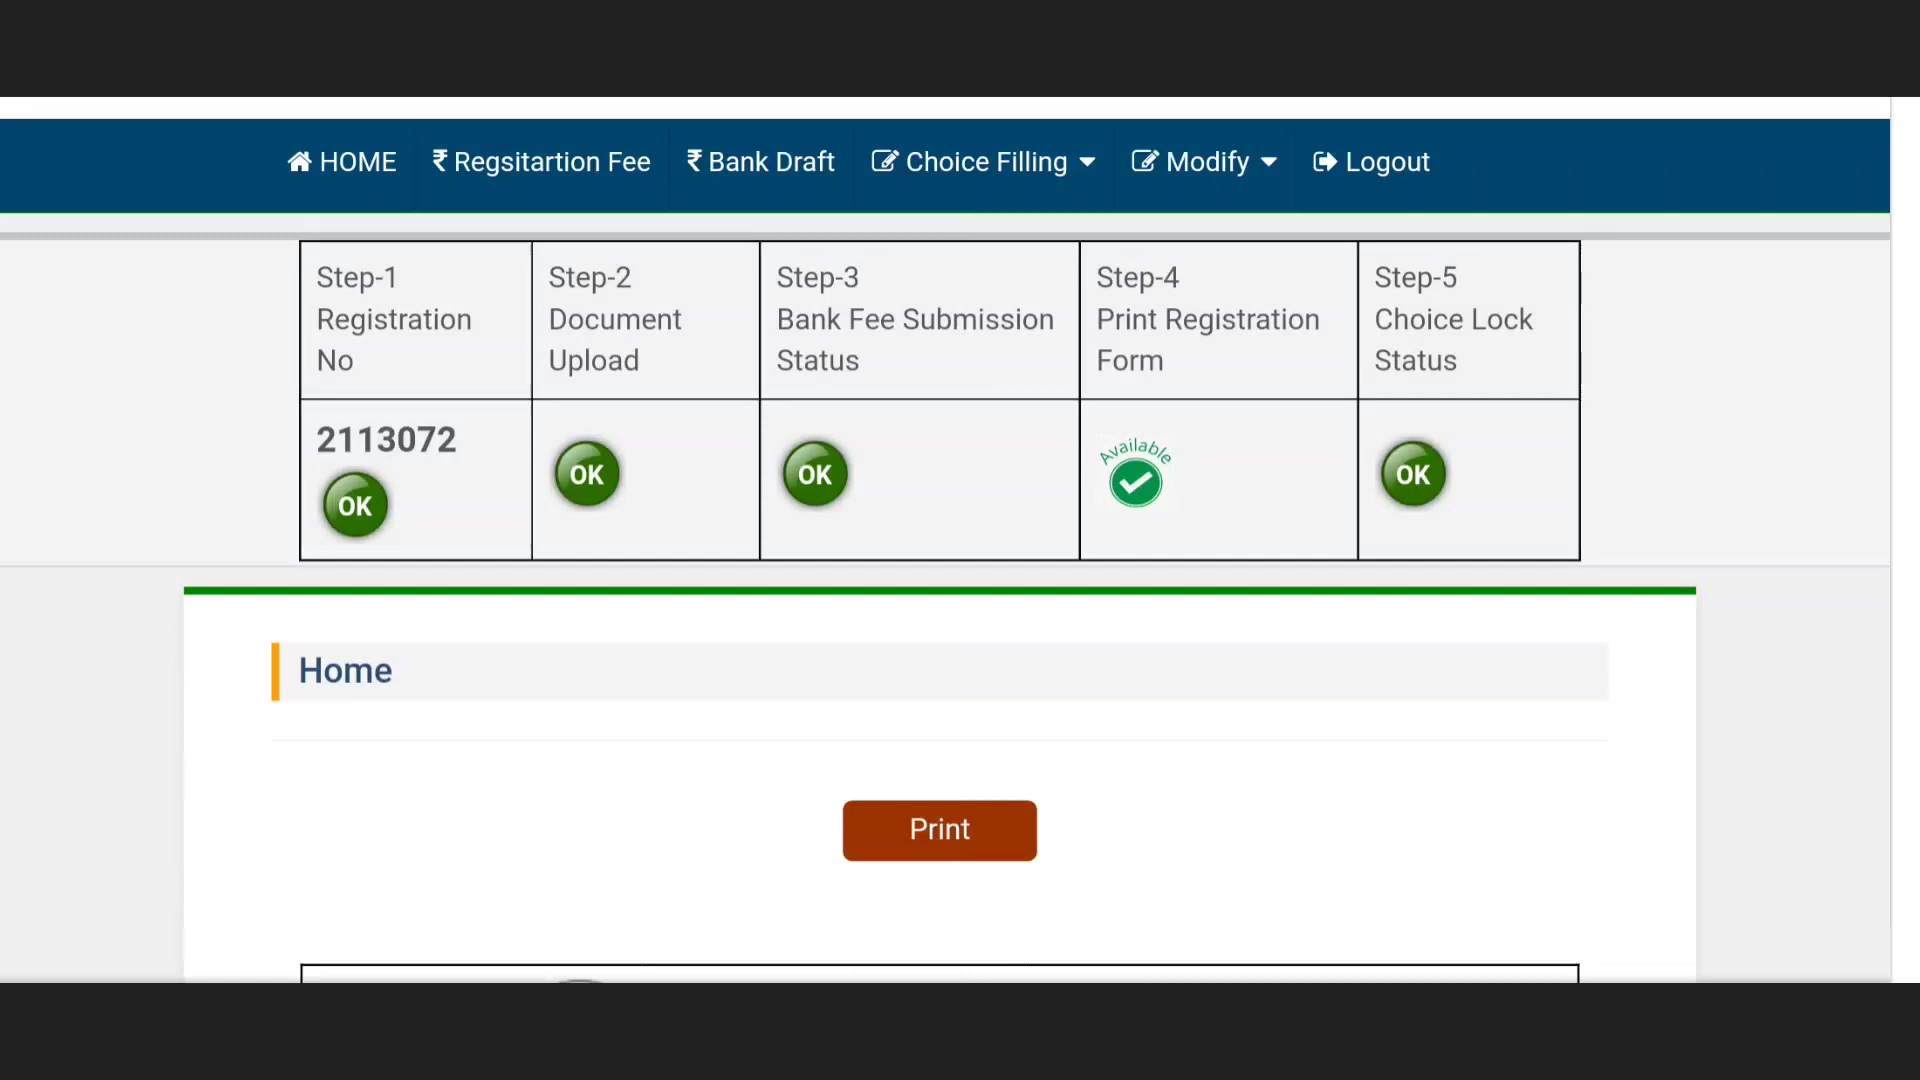 HOME ₹ Regsitartion Fee ₹ Bank Draft Choice Filling Modify Logout
Step-1 Registration No
Step-2 Document Upload
Step-3 Bank Fee Submission Status
Step-4 Print Registration Form
Step-5 Choice Lock Status
2113072
OK
OK
OK
Available
OK
Home
Print